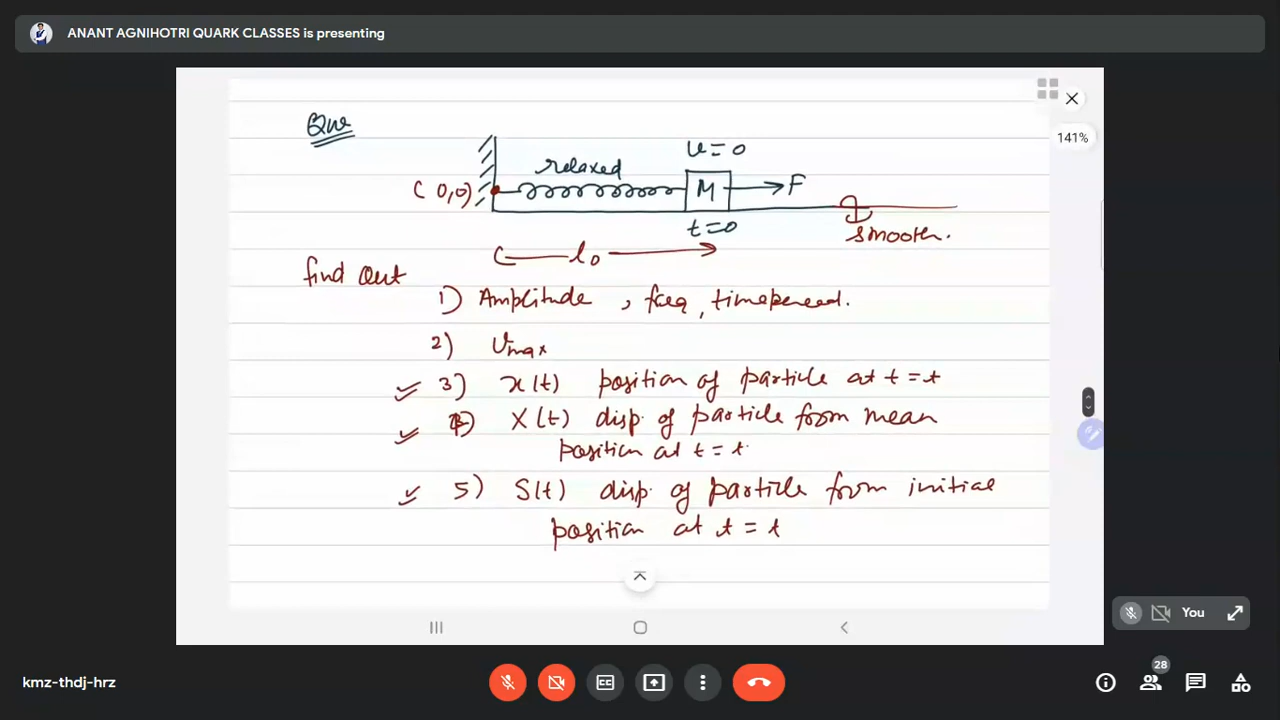 ANANT AGNIHOTRI QUARK CLASSES is presenting
141%
Que
relaxed
u = 0
(0,0)
M
F
t=0
smooth.
l₀
find out
1) Amplitude, freq, timepereod.
2) Vmax
3) x(t) position of particle at t = t
4) X(t) disp. of particle from mean
position at t = t.
5) S(t) disp. of particle from initial
position at t = t
You
kmz-thdj-hrz
CC
28